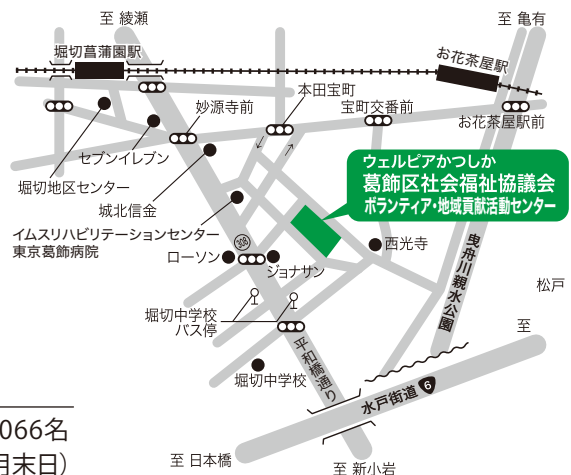 至 綾瀬
至 亀有
堀切菖蒲園駅
お花茶屋駅
本田宝町
妙源寺前
宝町交番前
お花茶屋駅前
セブンイレブン
堀切地区センター
城北信金
ウェルピアかつしか
葛飾区社会福祉協議会
ボランティア・地域貢献活動センター
イムスリハビリテーションセンター
東京葛飾病院
308
西光寺
ローソン
ジョナサン
曳舟川親水公園
松戸
至
堀切中学校
バス停
平和橋通り
堀切中学校
水戸街道 6
066名
月末日)
至 日本橋
至 新小岩